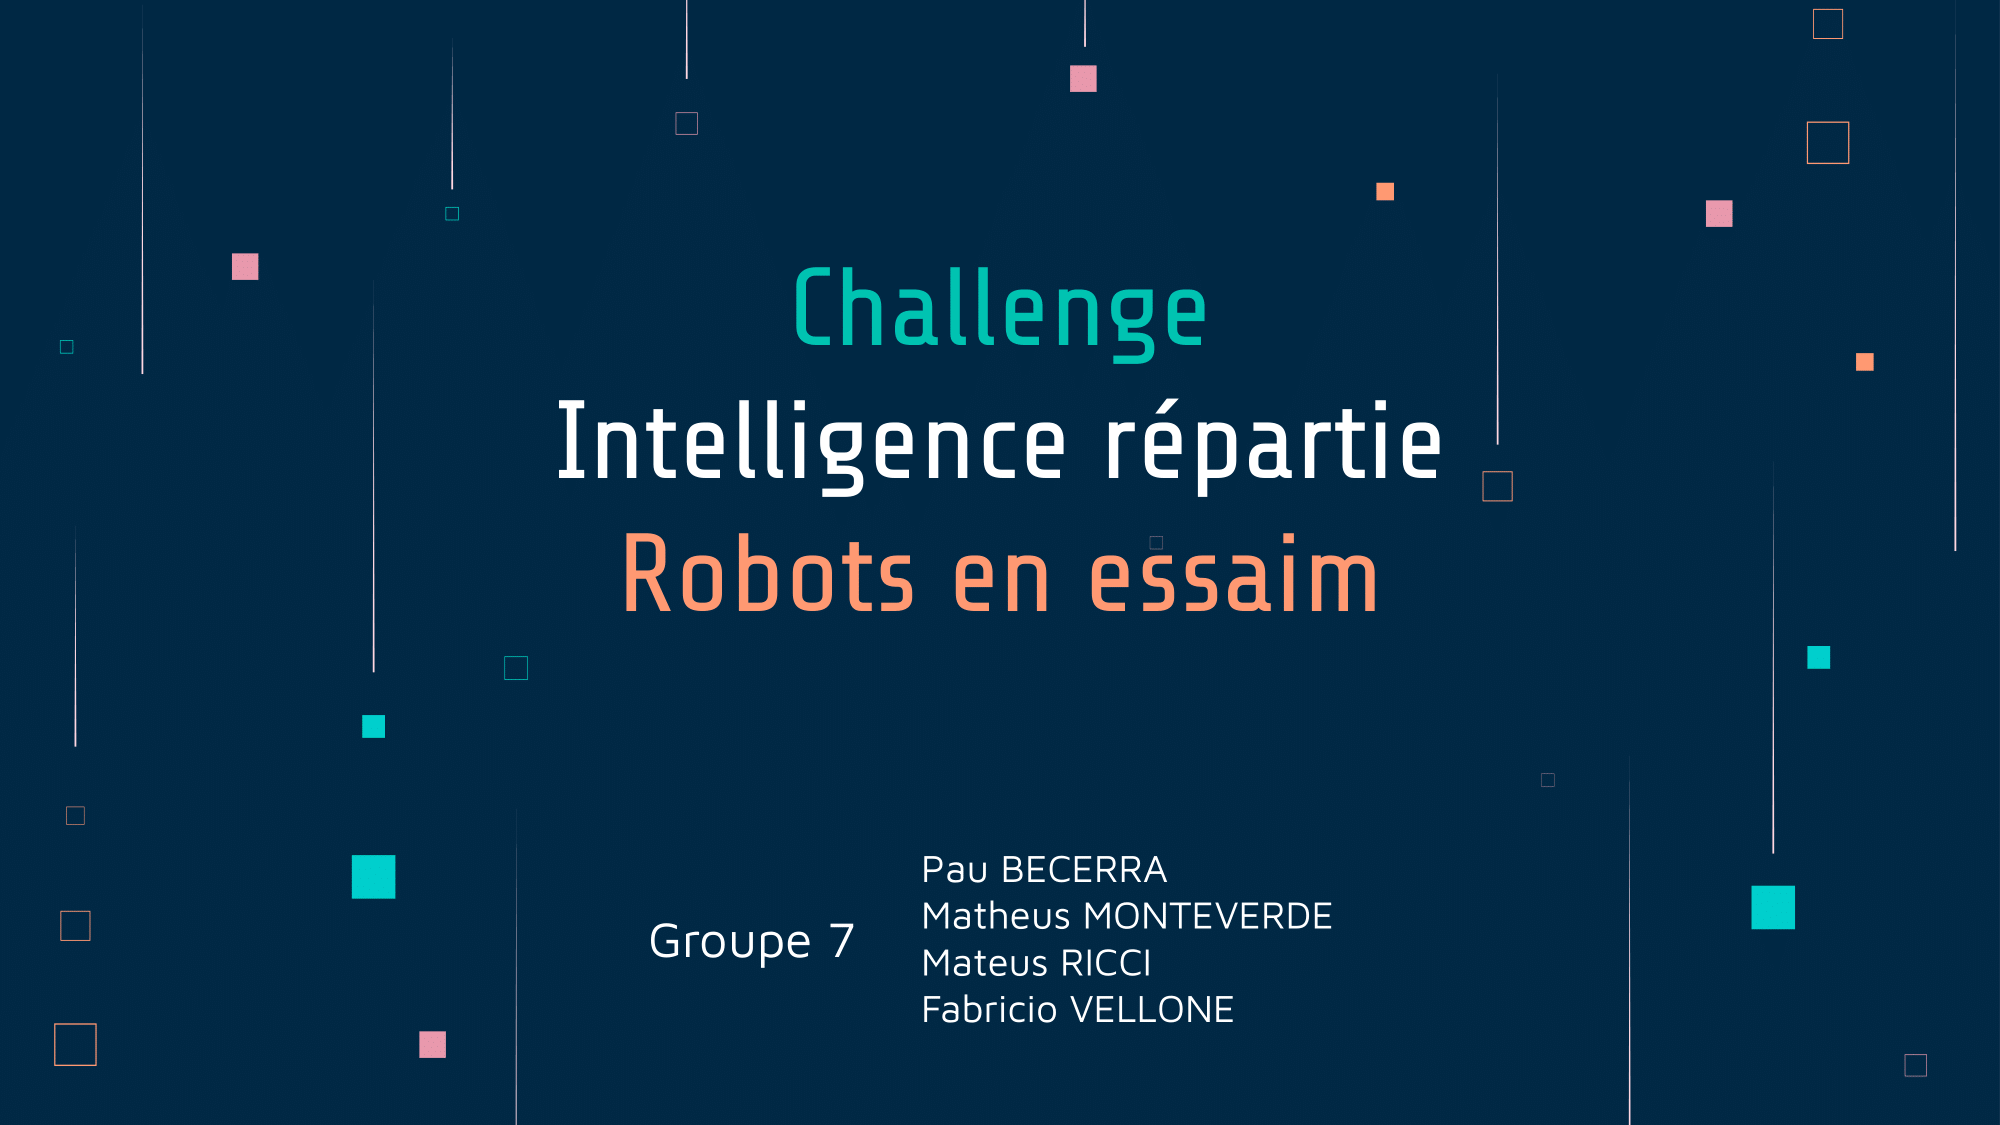 Challenge
Intelligence répartie
Robots en essaim
Groupe 7
Pau BECERRA
Matheus MONTEVERDE
Mateus RICCI
Fabricio VELLONE